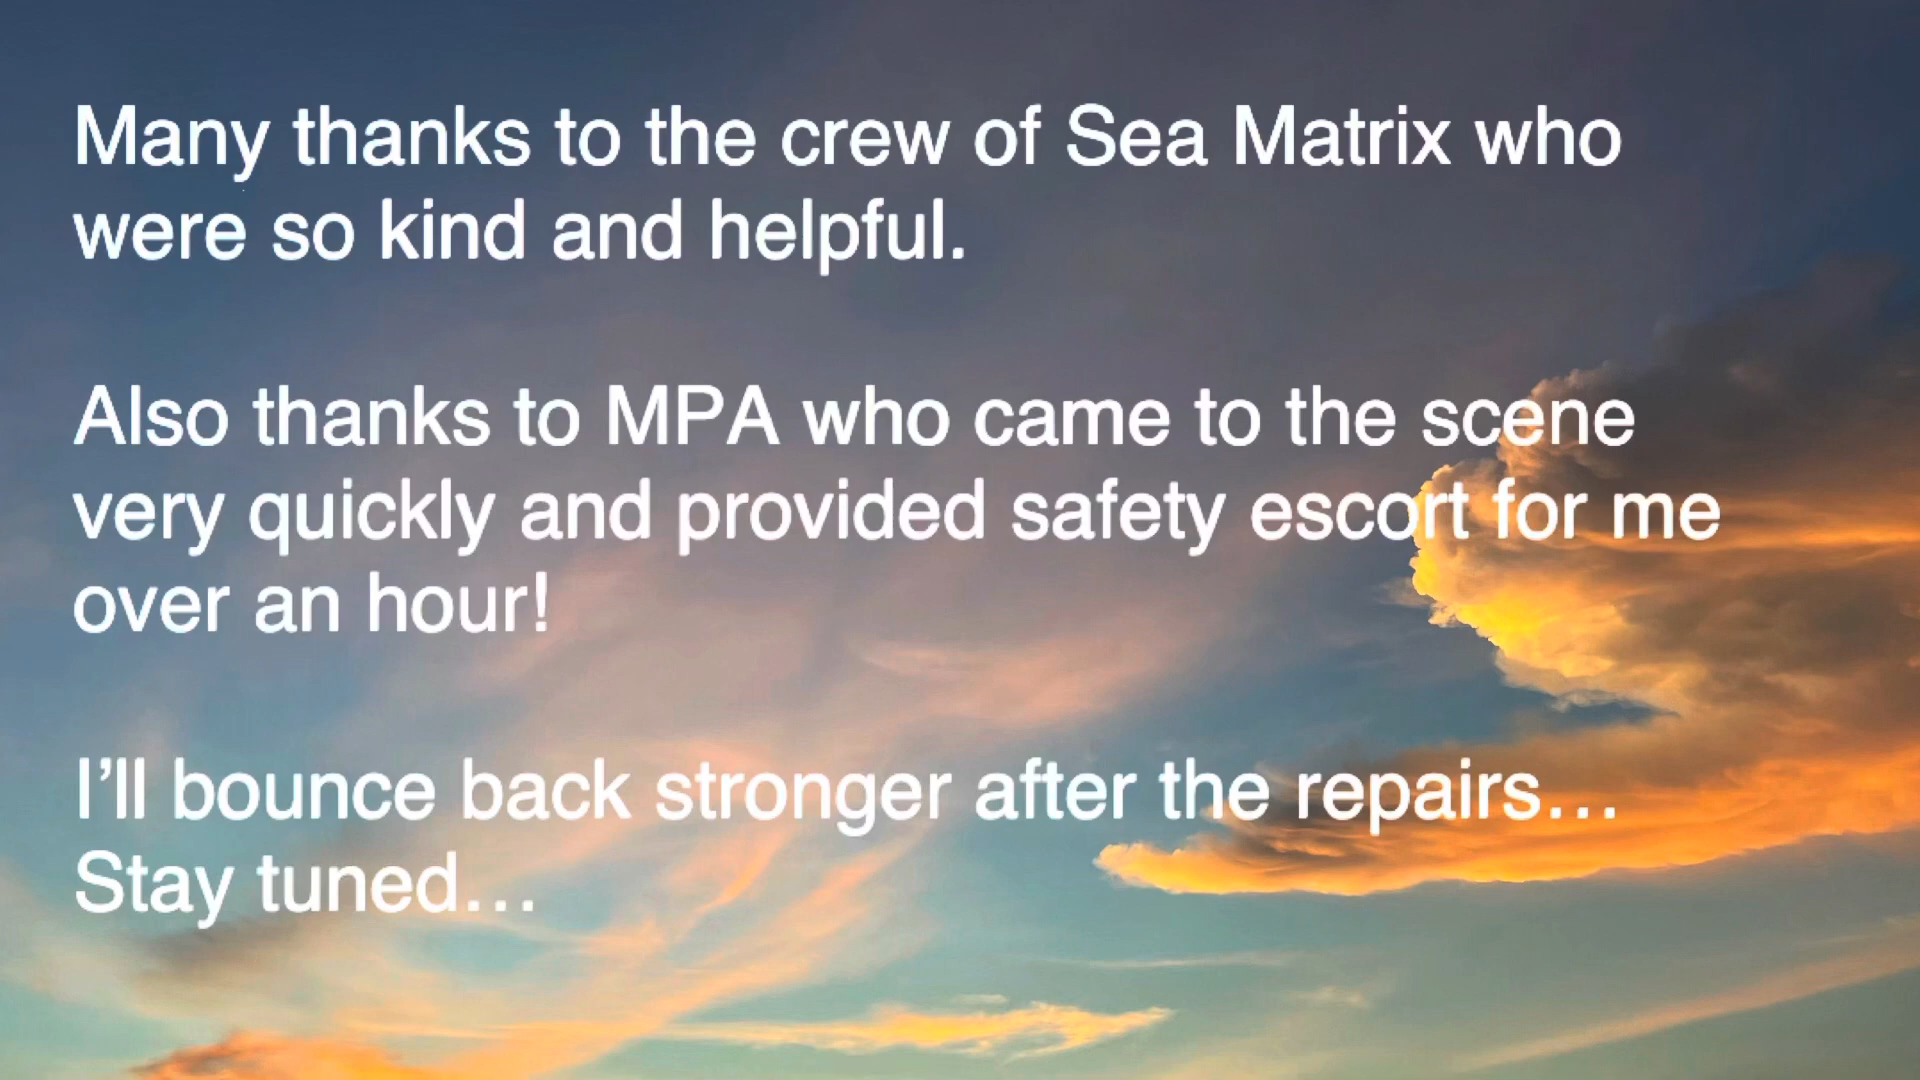 Many thanks to the crew of Sea Matrix who
were so kind and helpful.
Also thanks to MPA who came to the scene
very quickly and provided safety escort for me
over an hour!
I’ll bounce back stronger after the repairs…
Stay tuned…